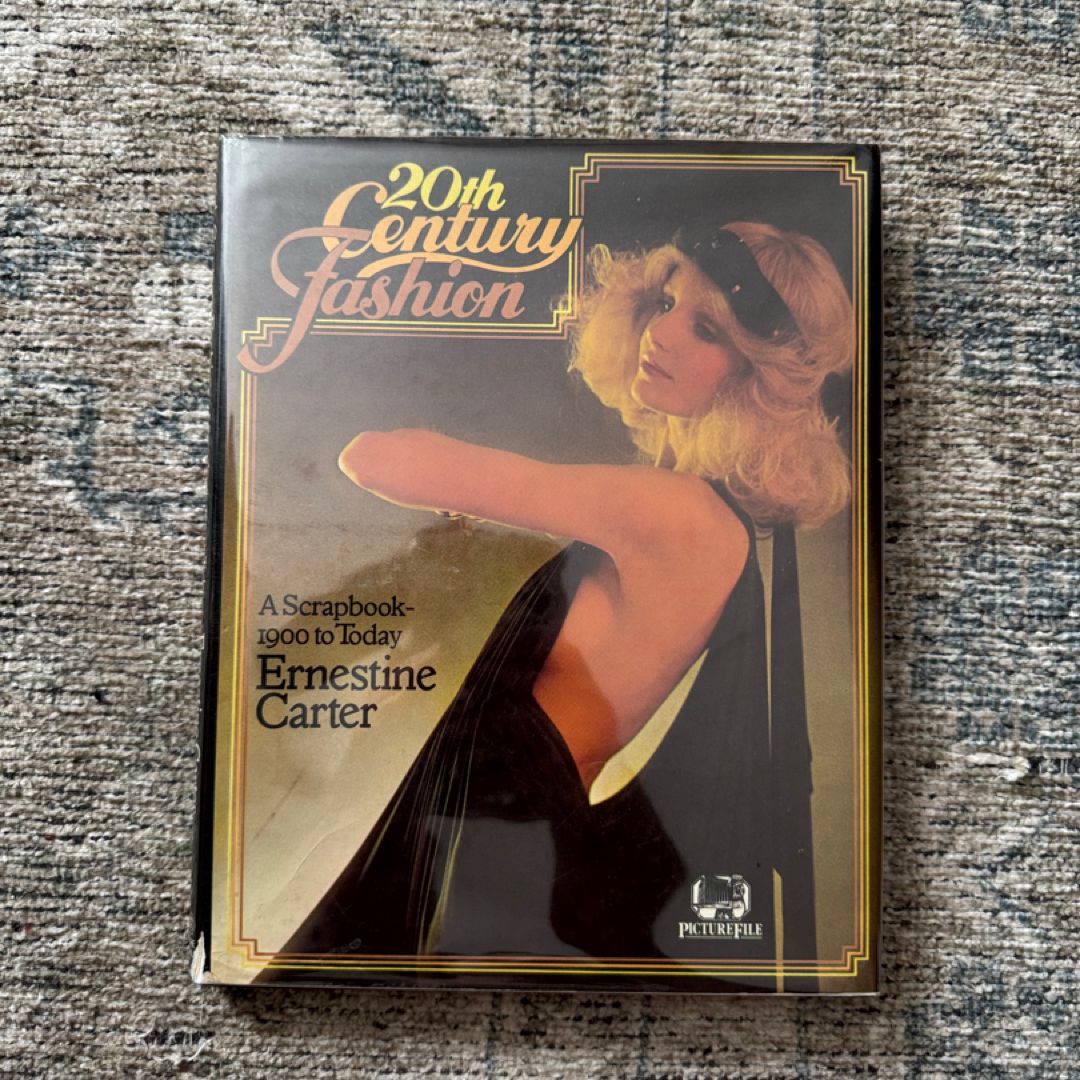 20th
Century
Fashion
A Scrapbook-
1900 to Today
Ernestine
Carter
PICTUREFILE